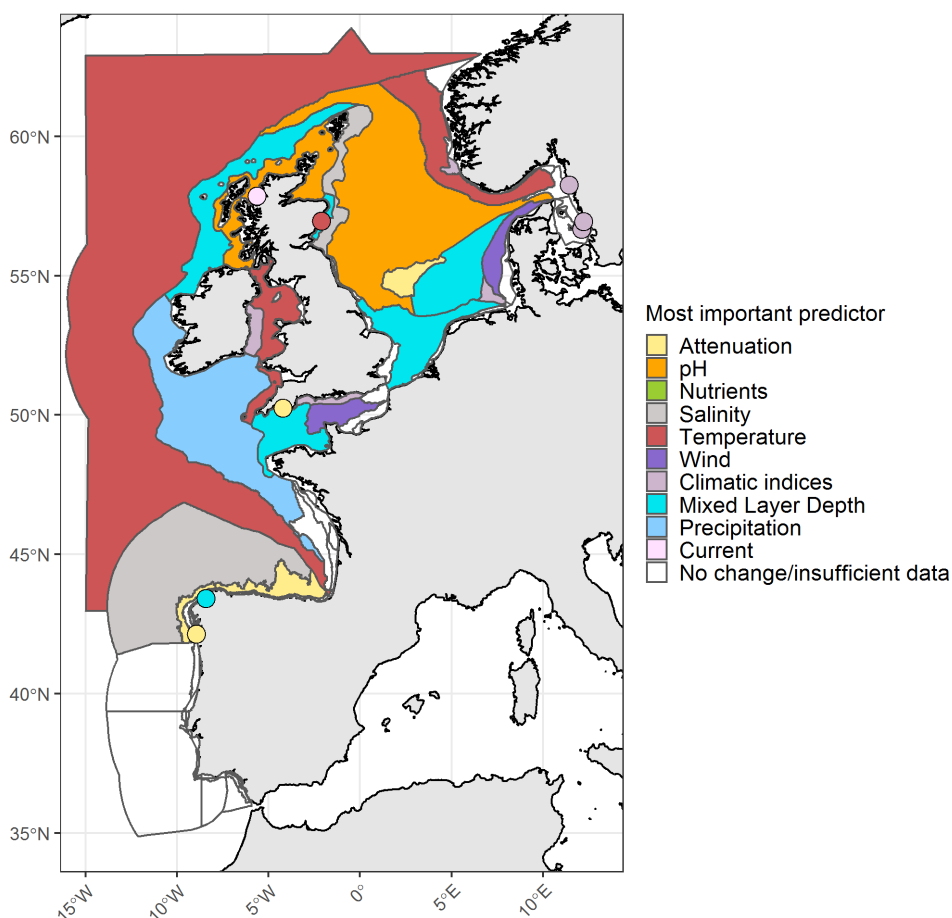 60°N
55°N
50°N
45°N
40°N
35°N
15°W
10°W
5°W
0°
5°E
10°E
Most important predictor
Attenuation
pH
Nutrients
Salinity
Temperature
Wind
Climatic indices
Mixed Layer Depth
Precipitation
Current
No change/insufficient data